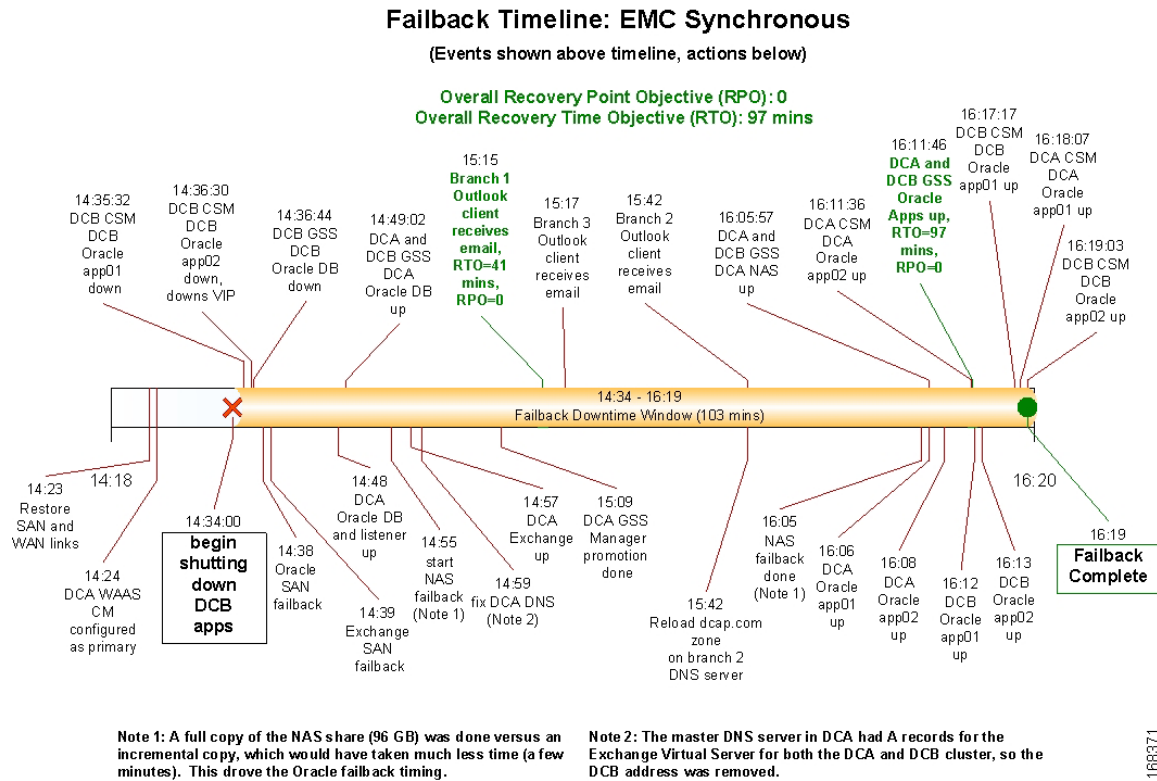 Failback Timeline: EMC Synchronous
(Events shown above timeline, actions below)
Overall Recovery Point Objective (RPO): 0
Overall Recovery Time Objective (RTO): 97 mins
14:35:32
DCB CSM
DCB
Oracle
app01
down
14:36:30
DCB CSM
DCB
Oracle
app02
down,
downs VIP
14:36:44
DCB GSS
DCB
Oracle DB
down
14:49:02
DCA and
DCB GSS
DCA
Oracle DB
up
15:15
Branch 1
Outlook
client
receives
email,
RTO=41
mins,
RPO=0
15:17
Branch 3
Outlook
client
receives
email
15:42
Branch 2
Outlook
client
receives
email
16:05:57
DCA and
DCB GSS
DCA NAS
up
16:11:36
DCA CSM
DCA
Oracle
app02 up
16:11:46
DCA and
DCB GSS
Oracle
Apps up,
RTO=97
mins,
RPO=0
16:17:17
DCB CSM
DCB
Oracle
app01 up
16:18:07
DCA CSM
DCA
Oracle
app01 up
16:19:03
DCB CSM
DCB
Oracle
app02 up
14:34 - 16:19
Failback Downtime Window (103 mins)
14:18
16:20
14:23
Restore
SAN and
WAN links
14:24
DCA WAAS
CM
configured
as primary
14:34:00
begin
shutting
down
DCB
apps
14:38
Oracle
SAN
failback
14:39
Exchange
SAN
failback
14:48
DCA
Oracle DB
and listener
up
14:55
start
NAS
failback
(Note 1)
14:57
DCA
Exchange
up
14:59
fix DCA DNS
(Note 2)
15:09
DCA GSS
Manager
promotion
done
15:42
Reload dcap.com
zone
on branch 2
DNS server
16:05
NAS
failback
done
(Note 1)
16:06
DCA
Oracle
app01
up
16:08
DCA
Oracle
app02
up
16:12
DCB
Oracle
app01
up
16:13
DCB
Oracle
app02
up
16:19
Failback
Complete
Note 1: A full copy of the NAS share (96 GB) was done versus an
incremental copy, which would have taken much less time (a few
minutes). This drove the Oracle failback timing.
Note 2: The master DNS server in DCA had A records for the
Exchange Virtual Server for both the DCA and DCB cluster, so the
DCB address was removed.
168371